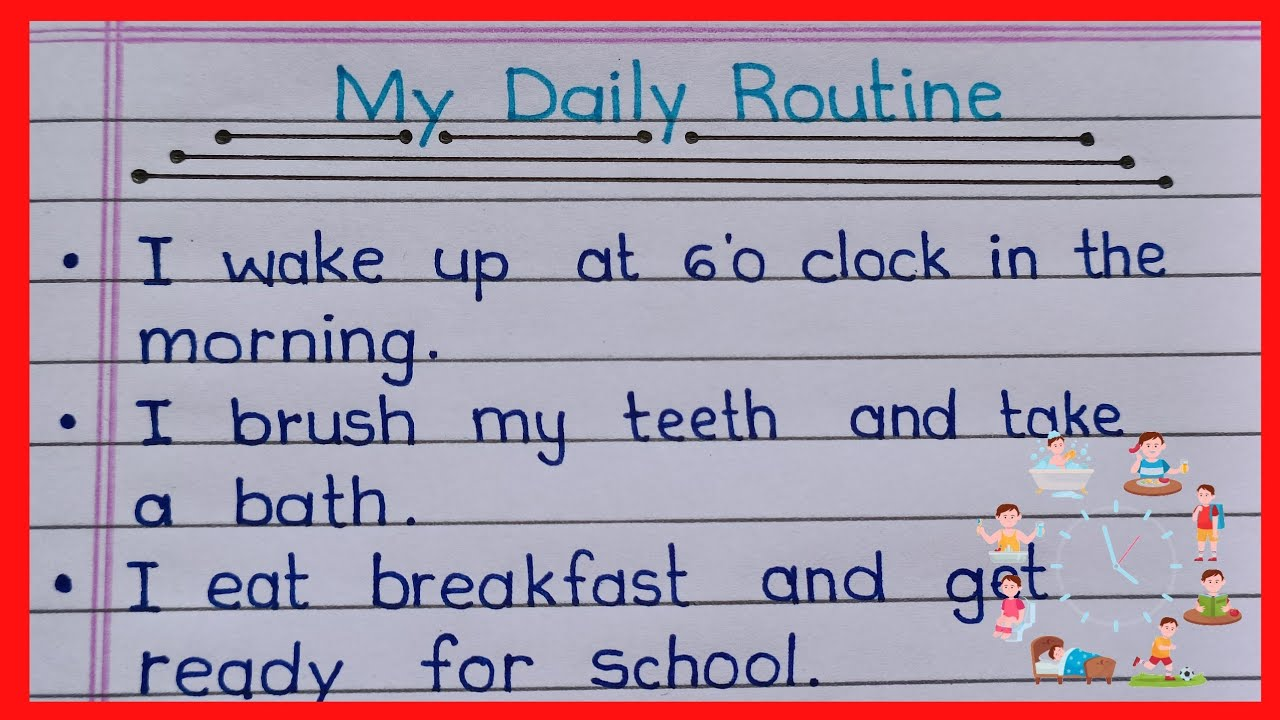 My Daily Routine
• I wake up at 6'o clock in the
morning.
• I brush my teeth and take
a bath.
• I eat breakfast and get
ready for school.